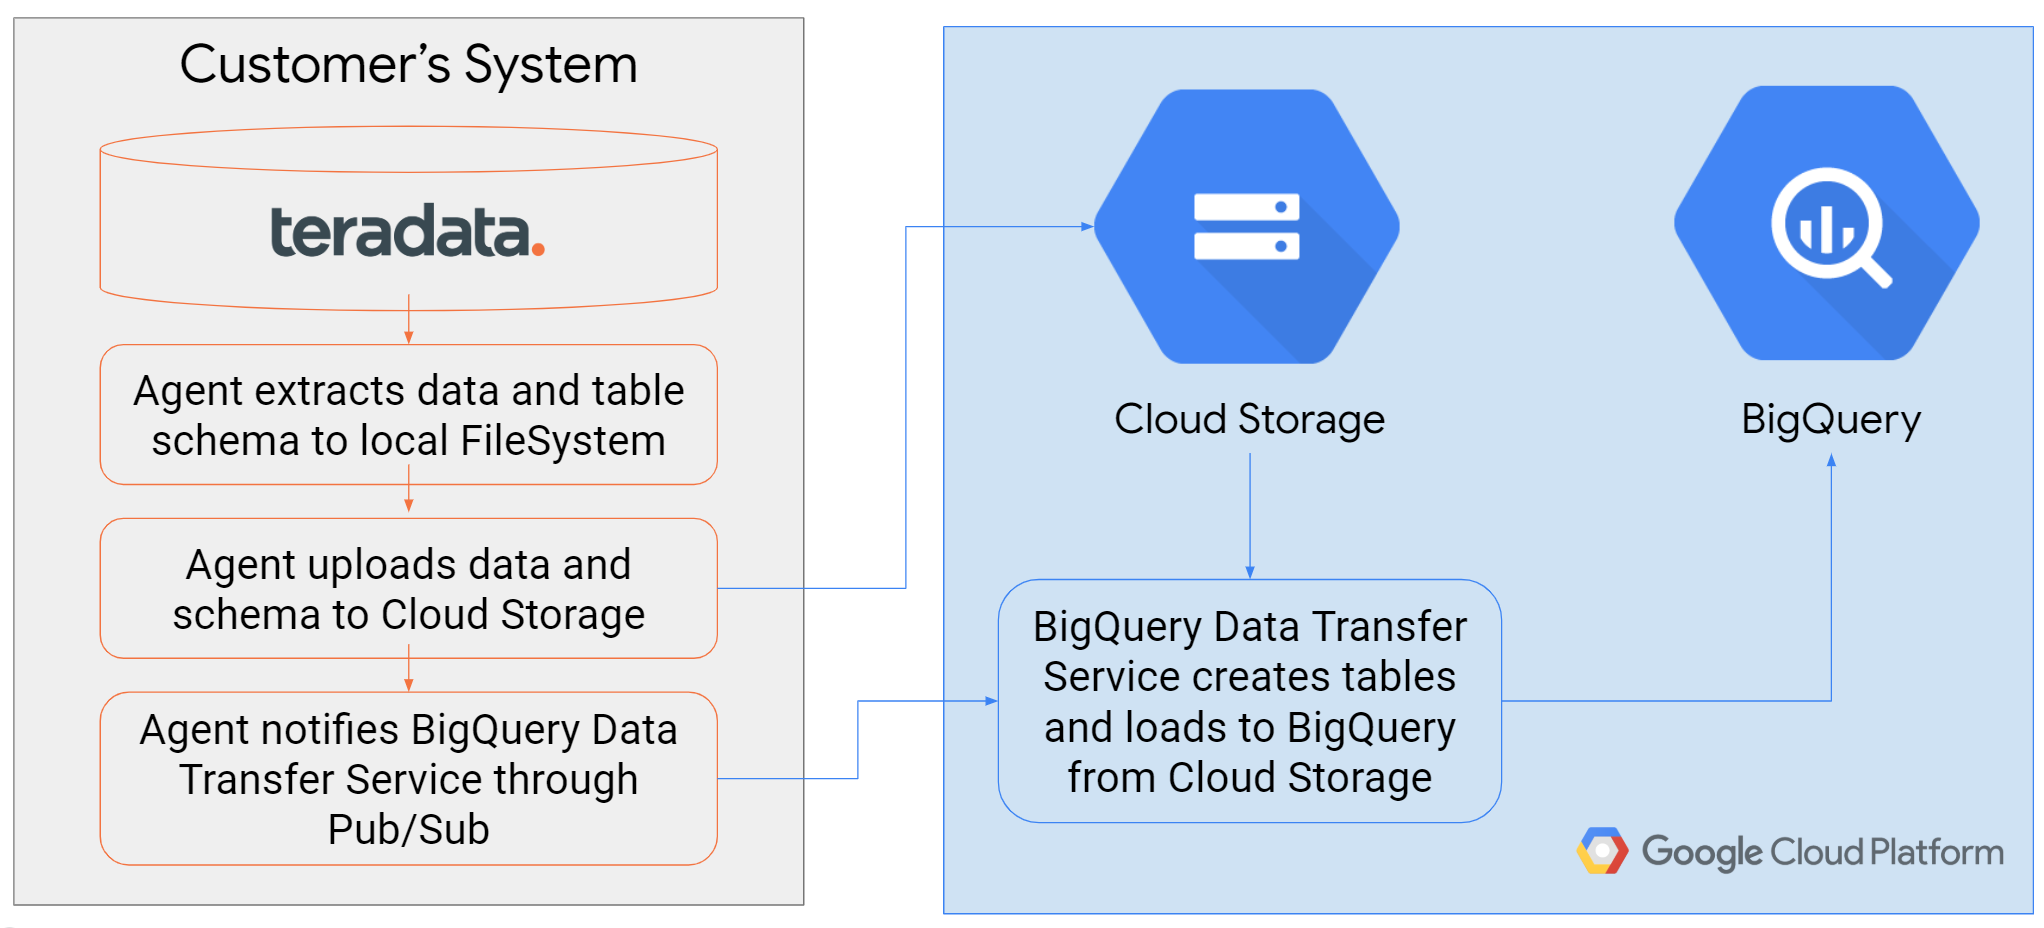 Customer’s System
teradata.
Agent extracts data and table
schema to local FileSystem
Agent uploads data and
schema to Cloud Storage
Agent notifies BigQuery Data
Transfer Service through
Pub/Sub
Cloud Storage
BigQuery
BigQuery Data Transfer
Service creates tables
and loads to BigQuery
from Cloud Storage
Google Cloud Platform